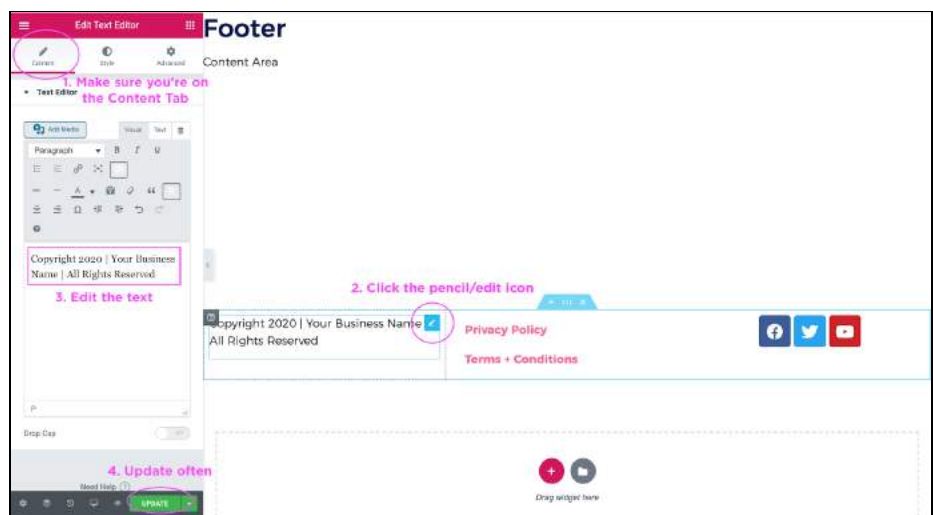 Edit Text Editor
Content
Style
Advanced
1. Make sure you're on
the Content Tab
Text Editor
Add Media
Visual
Text
Paragraph
B I U
Copyright 2020 | Your Business
Name | All Rights Reserved
3. Edit the text
P
Drop Cap
4. Update often
Need Help
UPDATE
Footer
Content Area
2. Click the pencil/edit icon
Copyright 2020 | Your Business Name
All Rights Reserved
Privacy Policy
Terms + Conditions
Drag widget here